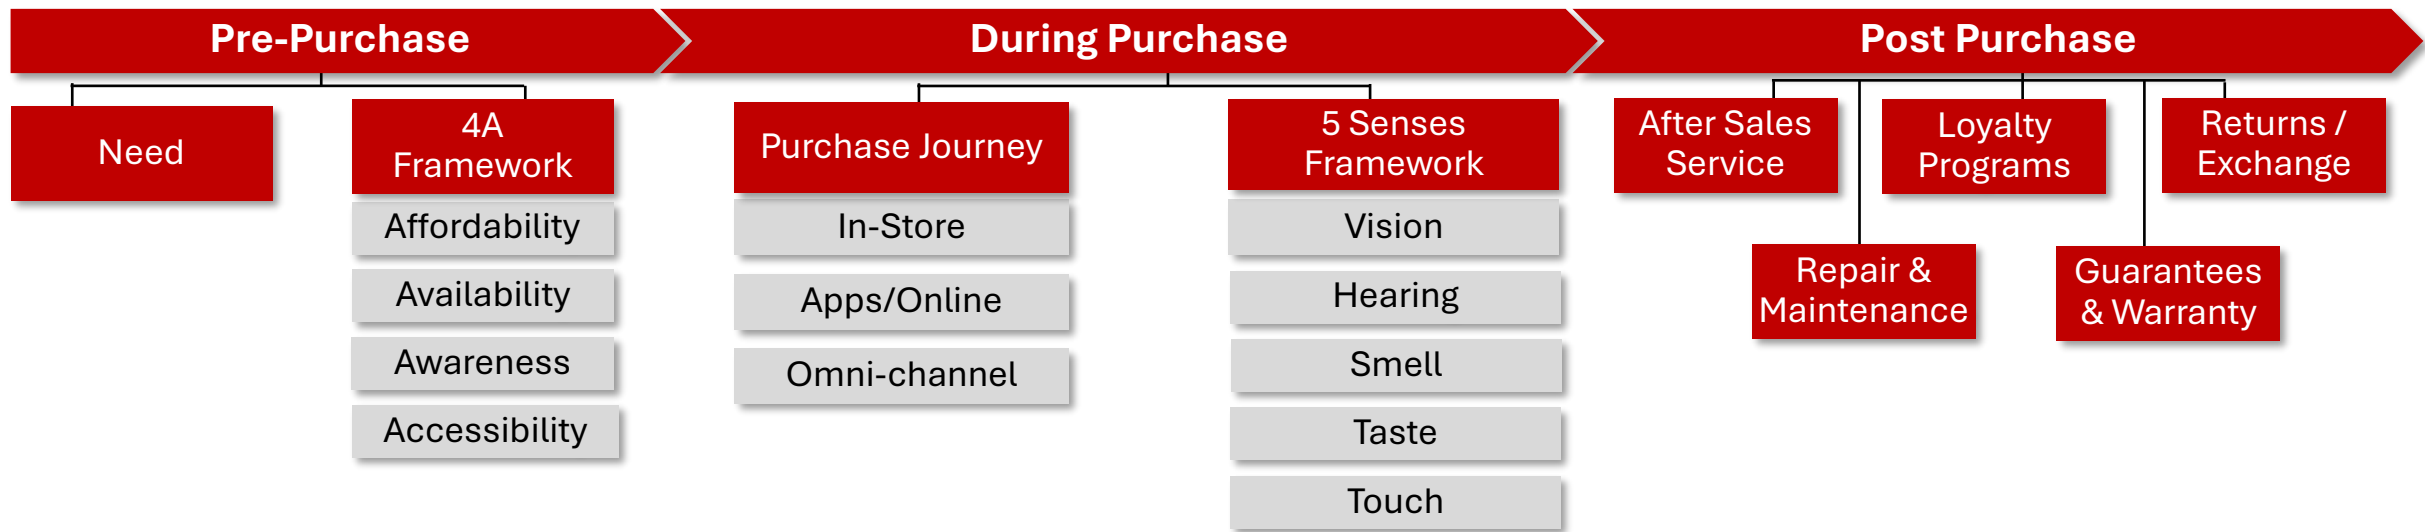 Pre-Purchase
During Purchase
Post Purchase
Need
4A
Framework
Affordability
Availability
Awareness
Accessibility
Purchase Journey
In-Store
Apps/Online
Omni-channel
5 Senses
Framework
Vision
Hearing
Smell
Taste
Touch
After Sales
Service
Loyalty
Programs
Returns /
Exchange
Repair &
Maintenance
Guarantees
& Warranty